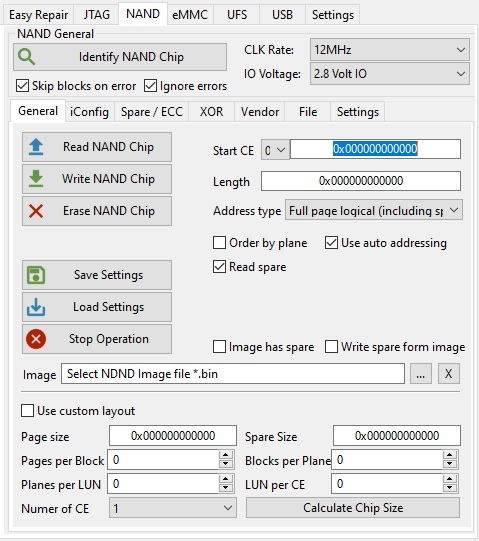 Easy Repair JTAG NAND eMMC UFS USB Settings
NAND General
Identify NAND Chip
CLK Rate: 12MHz
IO Voltage: 2.8 Volt IO
Skip blocks on error Ignore errors
General iConfig Spare / ECC XOR Vendor File Settings
Read NAND Chip
Start CE 0x000000000000
Write NAND Chip
Length 0x000000000000
Erase NAND Chip
Address type Full page logical (including
Order by plane Use auto addressing
Read spare
Save Settings
Load Settings
Stop Operation
Image has spare Write spare form image
Image Select NDND Image file *.bin ... X
Use custom layout
Page size 0x000000000000 Spare Size 0x000000000000
Pages per Block 0 Blocks per Plane 0
Planes per LUN 0 LUN per CE 0
Numer of CE 1 Calculate Chip Size